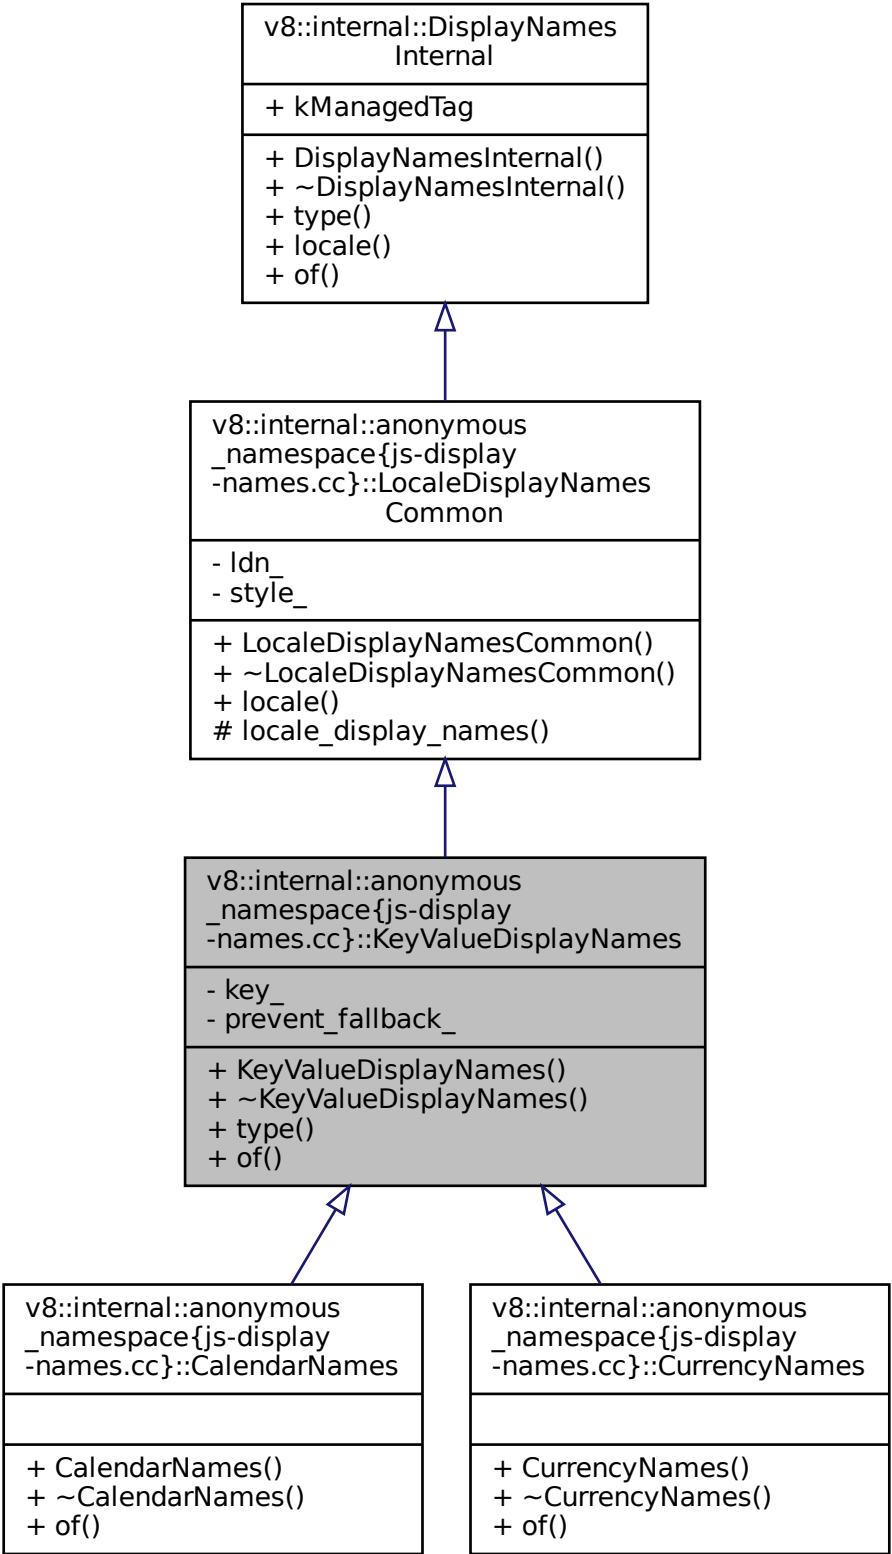 v8::internal::DisplayNames
Internal
+ kManagedTag
+ DisplayNamesInternal()
+ ~DisplayNamesInternal()
+ type()
+ locale()
+ of()
v8::internal::anonymous
_namespace{js-display
-names.cc}::LocaleDisplayNames
Common
- ldn_
- style_
+ LocaleDisplayNamesCommon()
+ ~LocaleDisplayNamesCommon()
+ locale()
# locale_display_names()
v8::internal::anonymous
_namespace{js-display
-names.cc}::KeyValueDisplayNames
- key_
- prevent_fallback_
+ KeyValueDisplayNames()
+ ~KeyValueDisplayNames()
+ type()
+ of()
v8::internal::anonymous
_namespace{js-display
-names.cc}::CalendarNames
+ CalendarNames()
+ ~CalendarNames()
+ of()
v8::internal::anonymous
_namespace{js-display
-names.cc}::CurrencyNames
+ CurrencyNames()
+ ~CurrencyNames()
+ of()